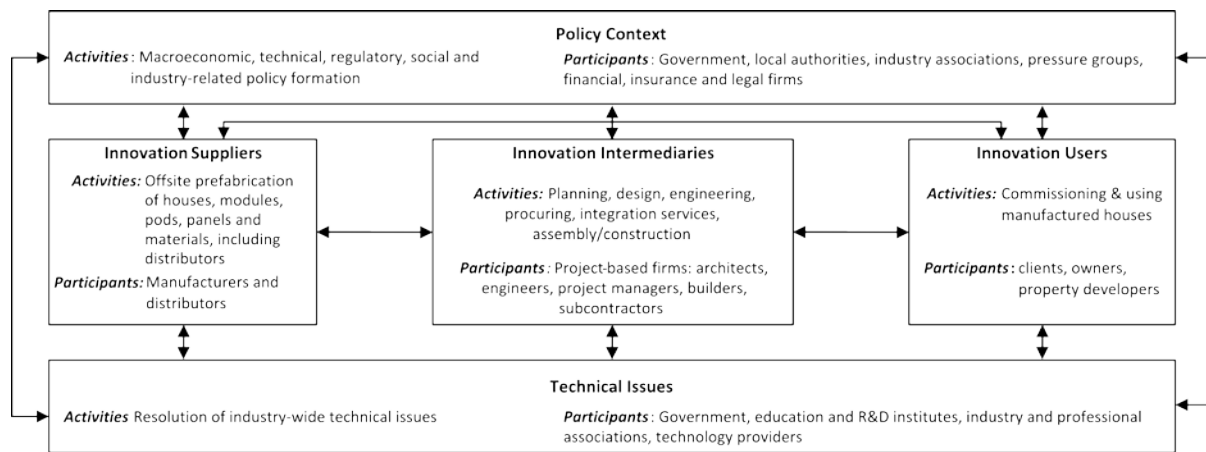 Policy Context
Activities : Macroeconomic, technical, regulatory, social and
industry-related policy formation
Participants : Government, local authorities, industry associations, pressure groups,
financial, insurance and legal firms
Innovation Suppliers
Activities: Offsite prefabrication
of houses, modules,
pods, panels and
materials, including
distributors
Participants: Manufacturers and
distributors
Innovation Intermediaries
Activities: Planning, design, engineering,
procuring, integration services,
assembly/construction
Participants : Project-based firms: architects,
engineers, project managers, builders,
subcontractors
Innovation Users
Activities: Commissioning & using
manufactured houses
Participants : clients, owners,
property developers
Technical Issues
Activities Resolution of industry-wide technical issues
Participants : Government, education and R&D institutes, industry and professional
associations, technology providers